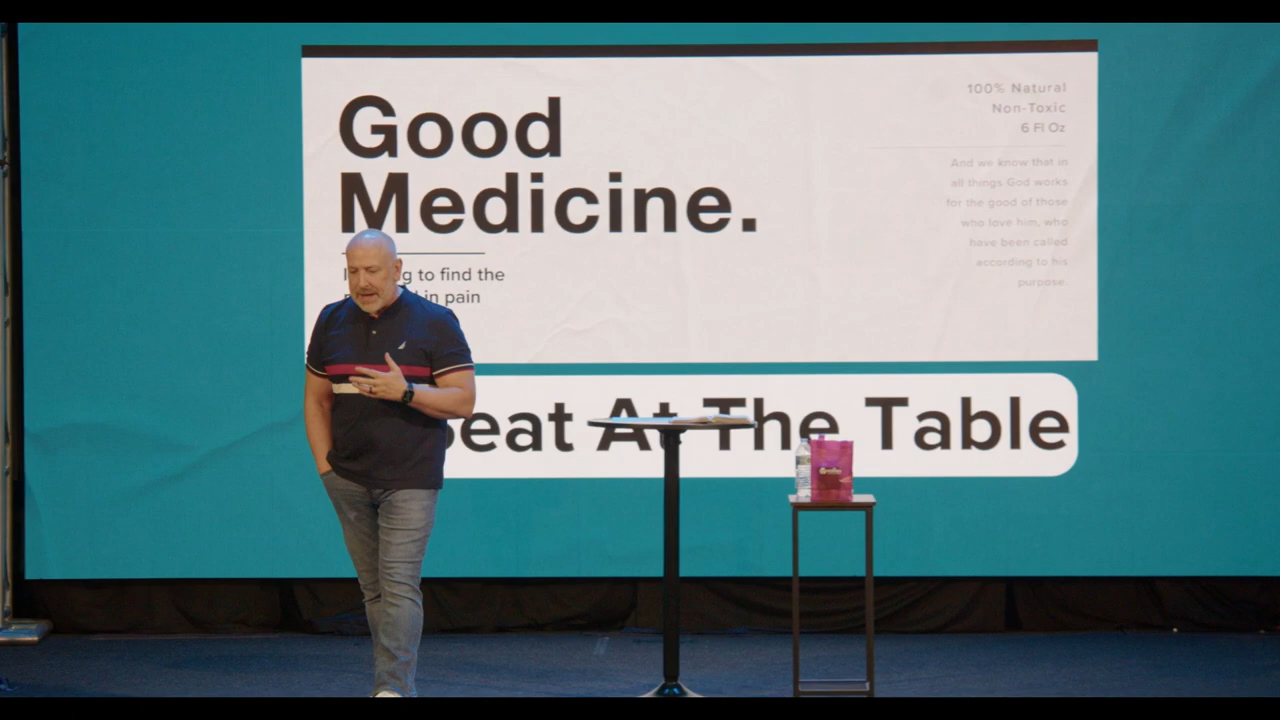 Good
Medicine.
to find the
in pain
100% Natural
Non-Toxic
6 Fl Oz
And we know that in
all things God works
for the good of those
who love him, who
have been called
according to his
purpose.
Seat At The Table